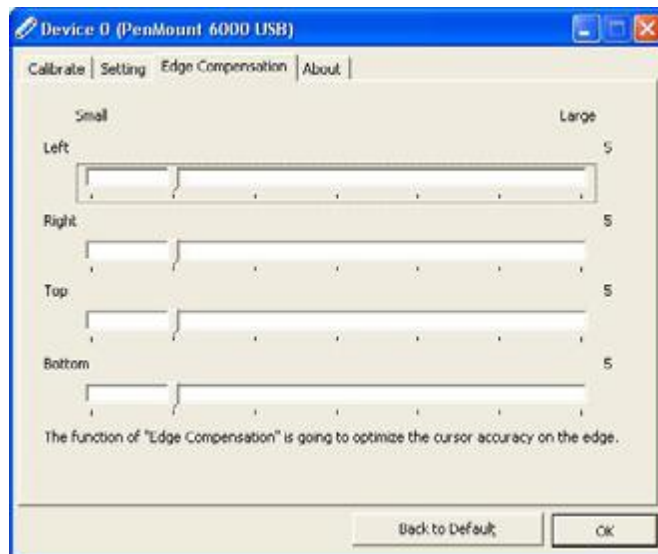 Device 0 (PenMount 6000 USB)
Calibrate Setting Edge Compensation About
Small Large
Left 5
Right 5
Top 5
Bottom 5
The function of "Edge Compensation" is going to optimize the cursor accuracy on the edge.
Back to Default OK